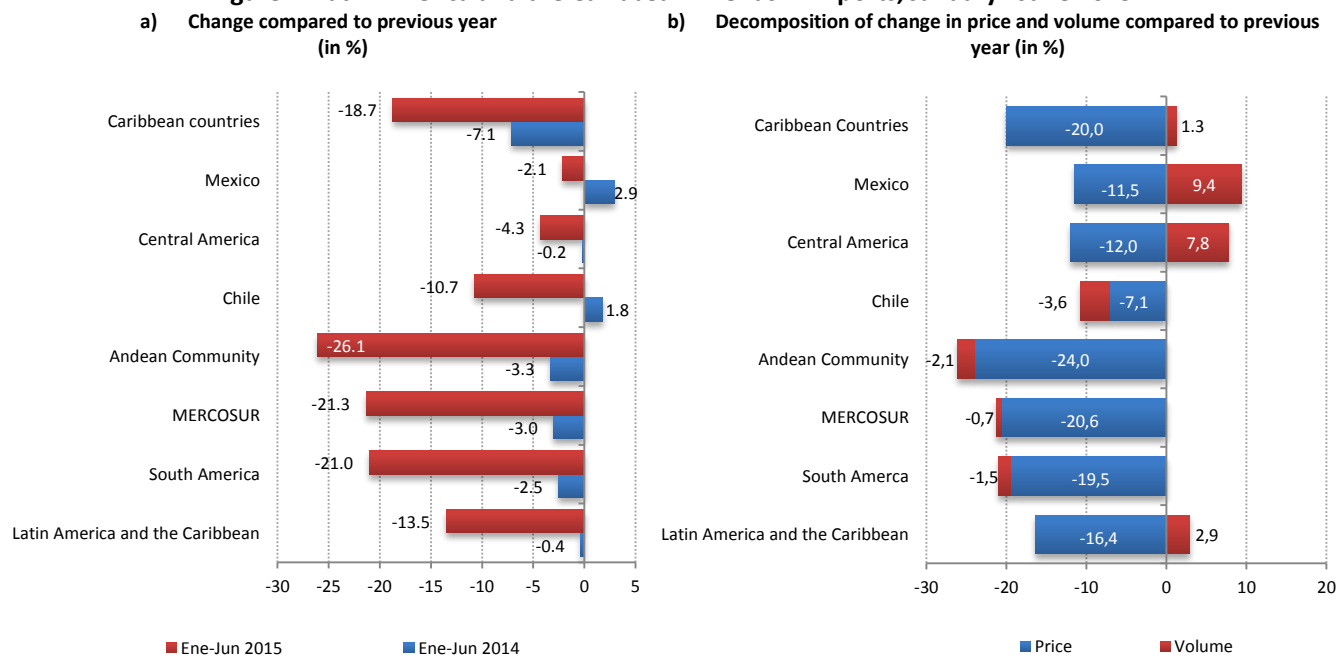 a) Change compared to previous year
(in %)
b) Decomposition of change in price and volume compared to previous
year (in %)
Caribbean countries
-18.7
-7.1
Mexico
-2.1
2.9
Central America
-4.3
-0.2
Chile
-10.7
1.8
Andean Community
-26.1
-3.3
MERCOSUR
-21.3
-3.0
South America
-21.0
-2.5
Latin America and the Caribbean
-13.5
-0.4
-30 -25 -20 -15 -10 -5 0 5
Ene-Jun 2015 Ene-Jun 2014
-30 -20 -10 0 10 20
Caribbean Countries
-20,0
1.3
Mexico
-11,5
9,4
Central America
-12,0
7,8
Chile
-3,6
-7,1
Andean Community
-2,1
-24,0
MERCOSUR
-0,7
-20,6
South Amerca
-1,5
-19,5
Latin America and the Caribbean
-16,4
2,9
Price Volume